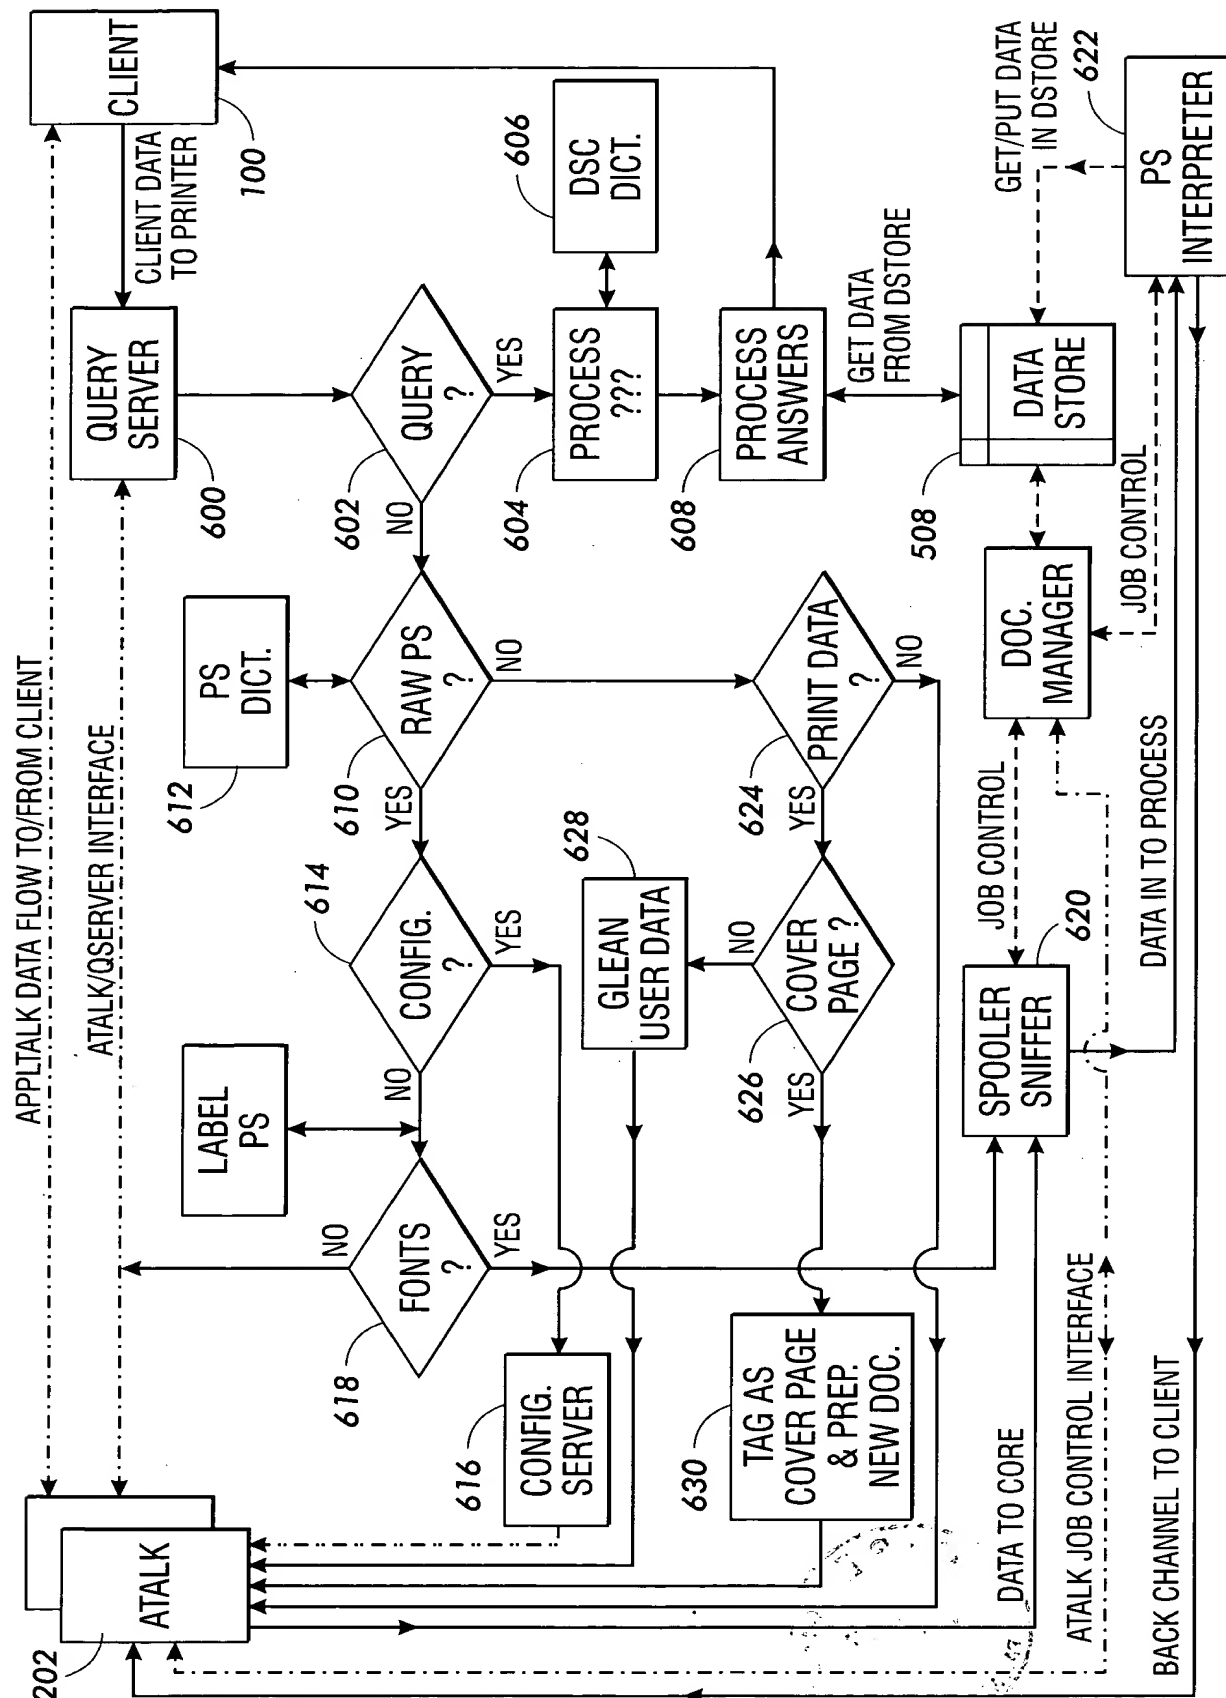 APPLTALK DATA FLOW TO/FROM CLIENT
ATALK/QSERVER INTERFACE
202
ATALK
CLIENT
100
CLIENT DATA
TO PRINTER
QUERY
SERVER
600
LABEL
PS
PS
DICT.
612
FONTS
?
618
NO
YES
CONFIG.
?
614
NO
YES
RAW PS
?
610
YES
NO
QUERY
?
602
NO
YES
PROCESS
???
604
DSC
DICT.
606
PROCESS
ANSWERS
608
CONFIG.
SERVER
616
GLEAN
USER DATA
628
TAG AS
COVER PAGE
& PREP.
NEW DOC.
630
COVER
PAGE ?
626
YES
NO
PRINT DATA
?
624
YES
NO
GET DATA
FROM DSTORE
DATA
STORE
508
GET/PUT DATA
IN DSTORE
DATA TO CORE
SPOOLER
SNIFFER
620
JOB CONTROL
DOC.
MANAGER
JOB CONTROL
ATALK JOB CONTROL INTERFACE
DATA IN TO PROCESS
PS
INTERPRETER
622
BACK CHANNEL TO CLIENT